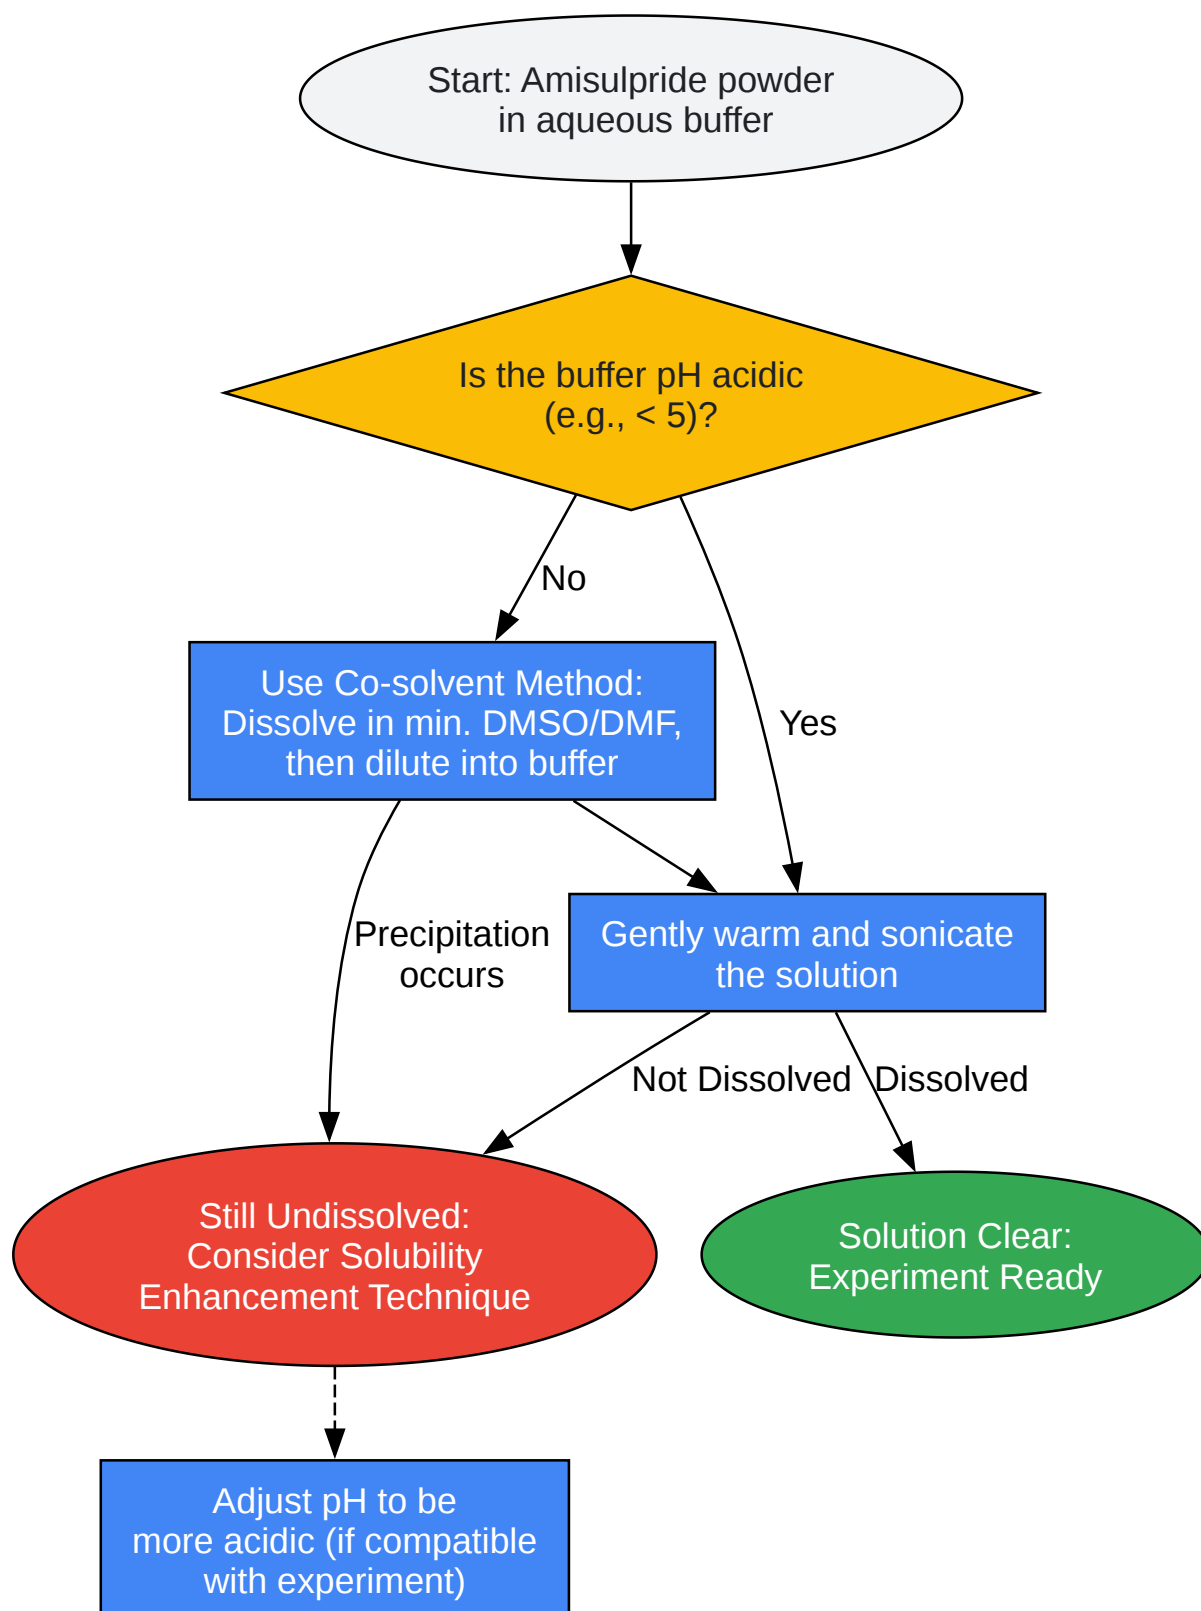 Start: Amisulpride powder
in aqueous buffer
Is the buffer pH acidic
(e.g., < 5)?
No
Use Co-solvent Method:
Dissolve in min. DMSO/DMF,
then dilute into buffer
Yes
Precipitation
occurs
Gently warm and sonicate
the solution
Not Dissolved
Dissolved
Still Undissolved:
Consider Solubility
Enhancement Technique
Solution Clear:
Experiment Ready
Adjust pH to be
more acidic (if compatible
with experiment)